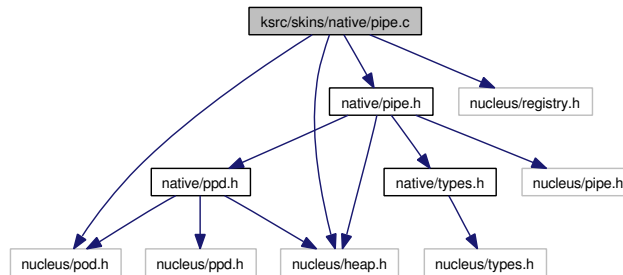 ksrc/skins/native/pipe.c
native/pipe.h
nucleus/registry.h
native/ppd.h
native/types.h
nucleus/pipe.h
nucleus/pod.h
nucleus/ppd.h
nucleus/heap.h
nucleus/types.h